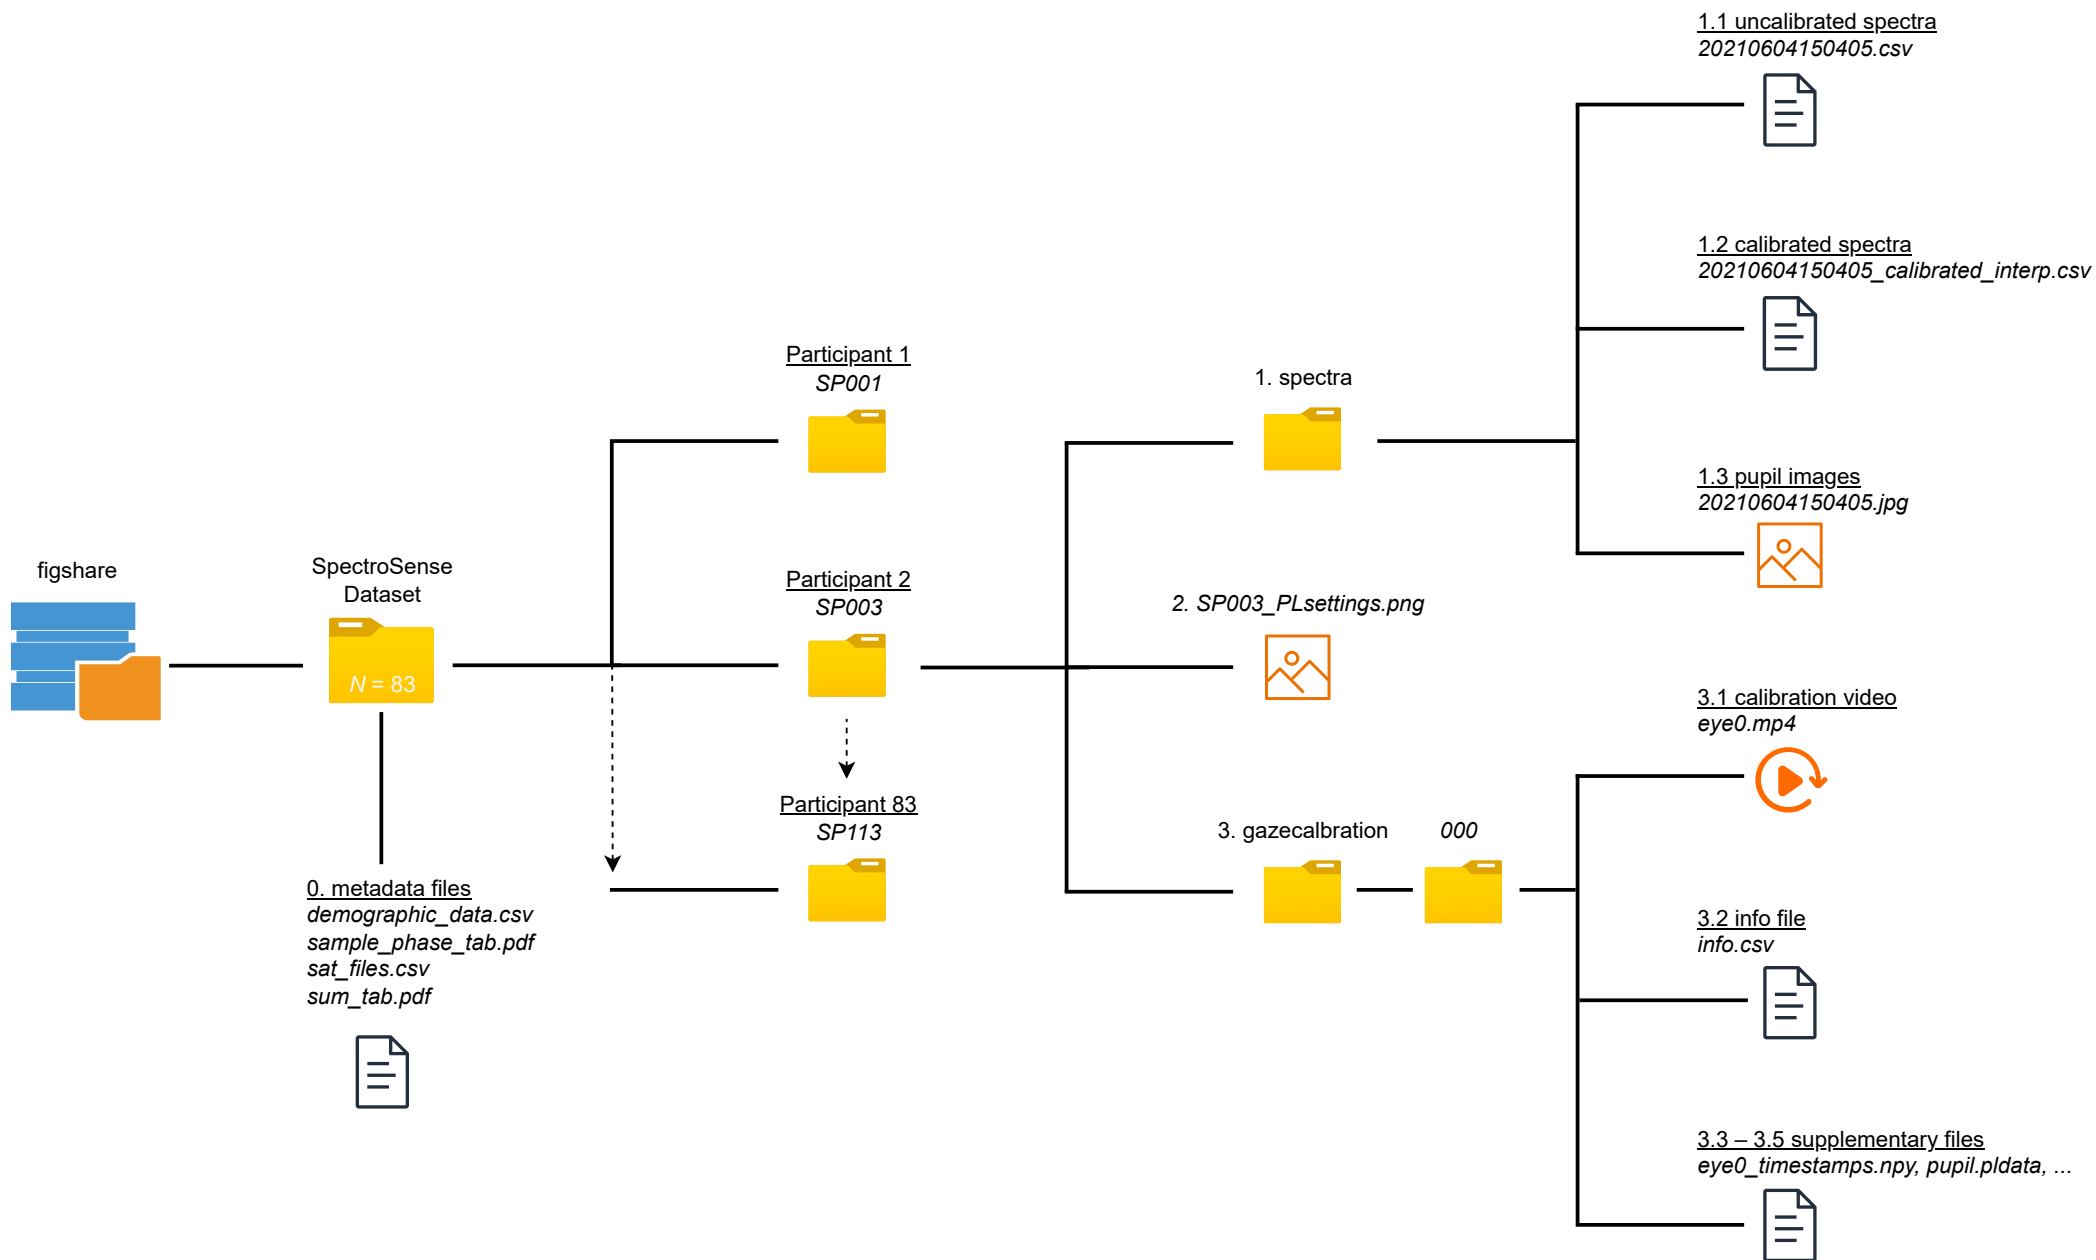 figshare
SpectroSense
Dataset
N = 83
0. metadata files
demographic_data.csv
sample_phase_tab.pdf
sat_files.csv
sum_tab.pdf
Participant 1
SP001
Participant 2
SP003
Participant 83
SP113
1. spectra
2. SP003_PLsettings.png
3. gazecalbration
000
1.1 uncalibrated spectra
20210604150405.csv
1.2 calibrated spectra
20210604150405_calibrated_interp.csv
1.3 pupil images
20210604150405.jpg
3.1 calibration video
eye0.mp4
3.2 info file
info.csv
3.3 – 3.5 supplementary files
eye0_timestamps.npy, pupil.pldata, ...